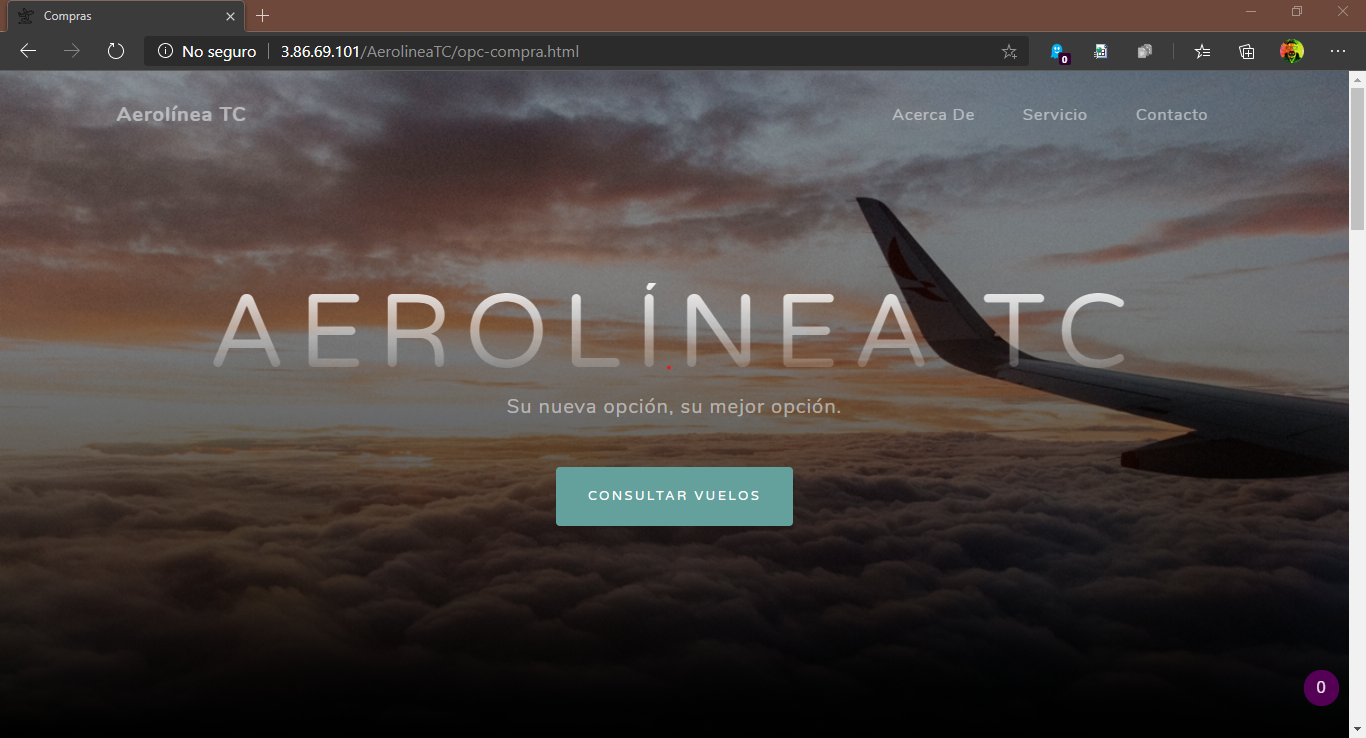 Compras
No seguro | 3.86.69.101/AerolineaTC/opc-compra.html
0
Aerolínea TC
Acerca De Servicio Contacto
AEROLÍNEA TC
Su nueva opción, su mejor opción.
CONSULTAR VUELOS
0